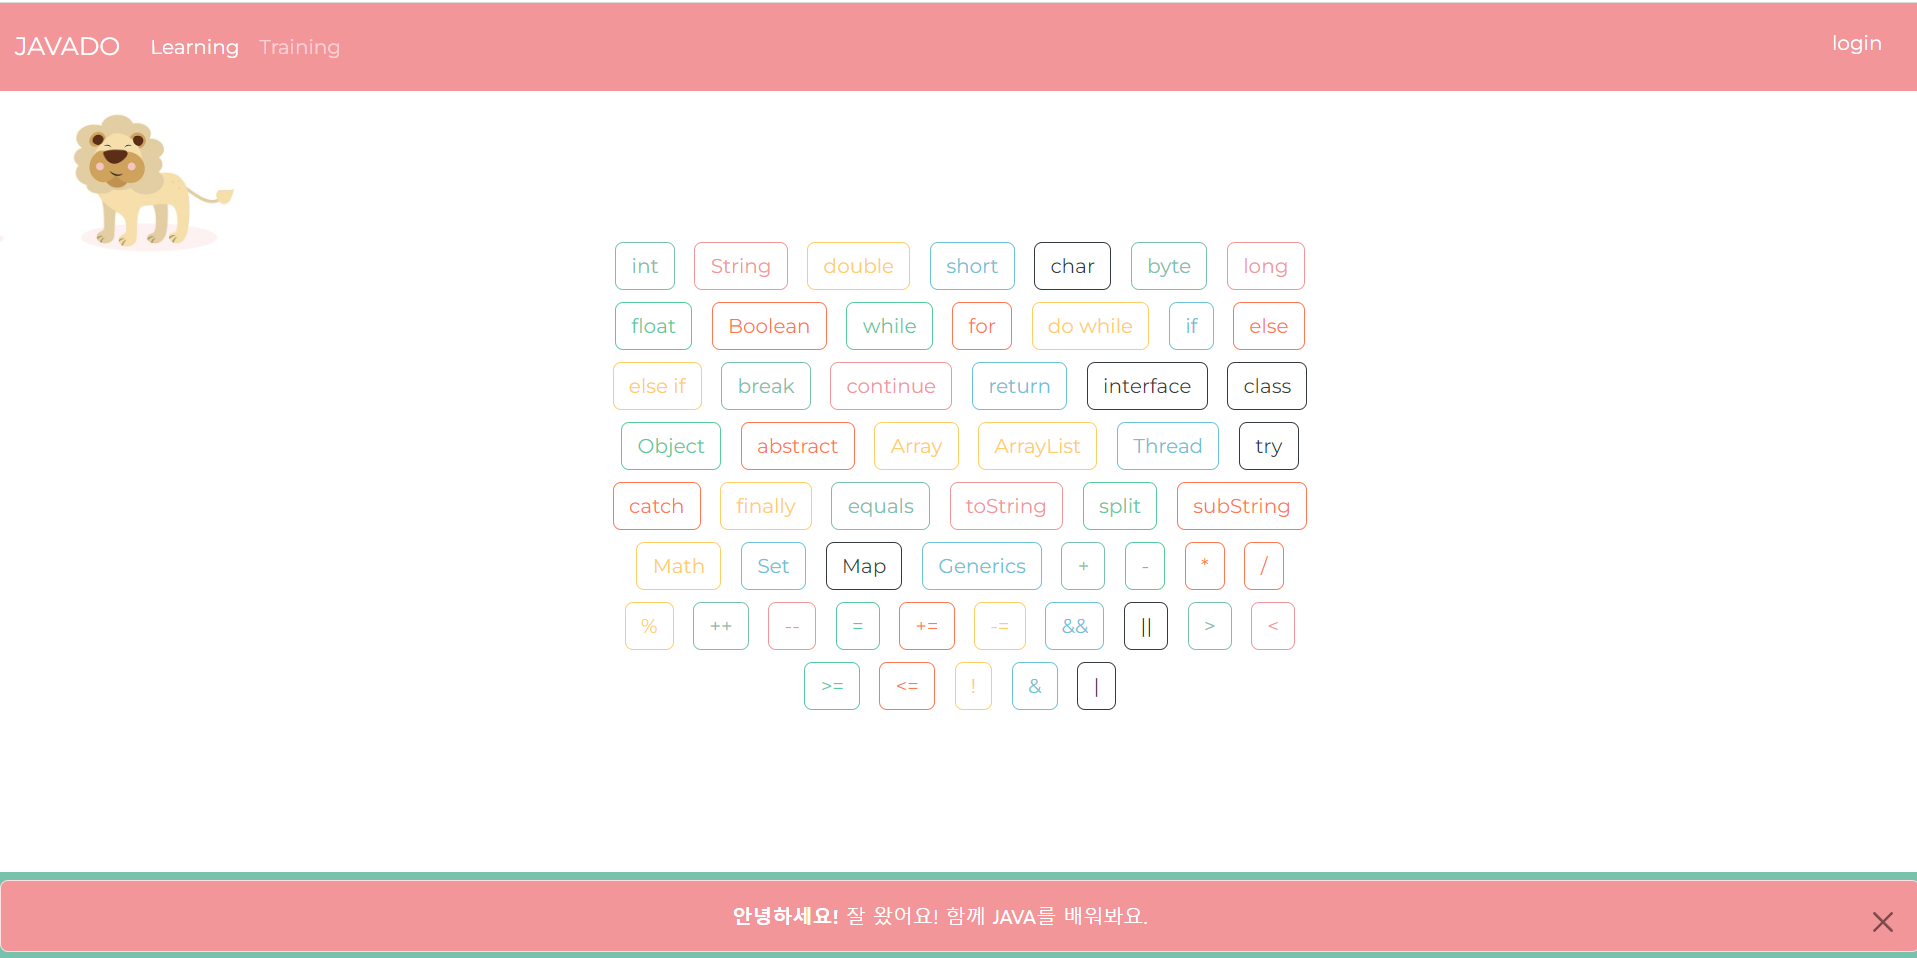 JAVADO Learning Training login
int String double short char byte long
float Boolean while for do while if else
else if break continue return interface class
Object abstract Array ArrayList Thread try
catch finally equals toString split subString
Math Set Map Generics + - * /
% ++ -- = += -= && || > <
>= <= ! & |
안녕하세요! 잘 왔어요! 함께 JAVA를 배워봐요.